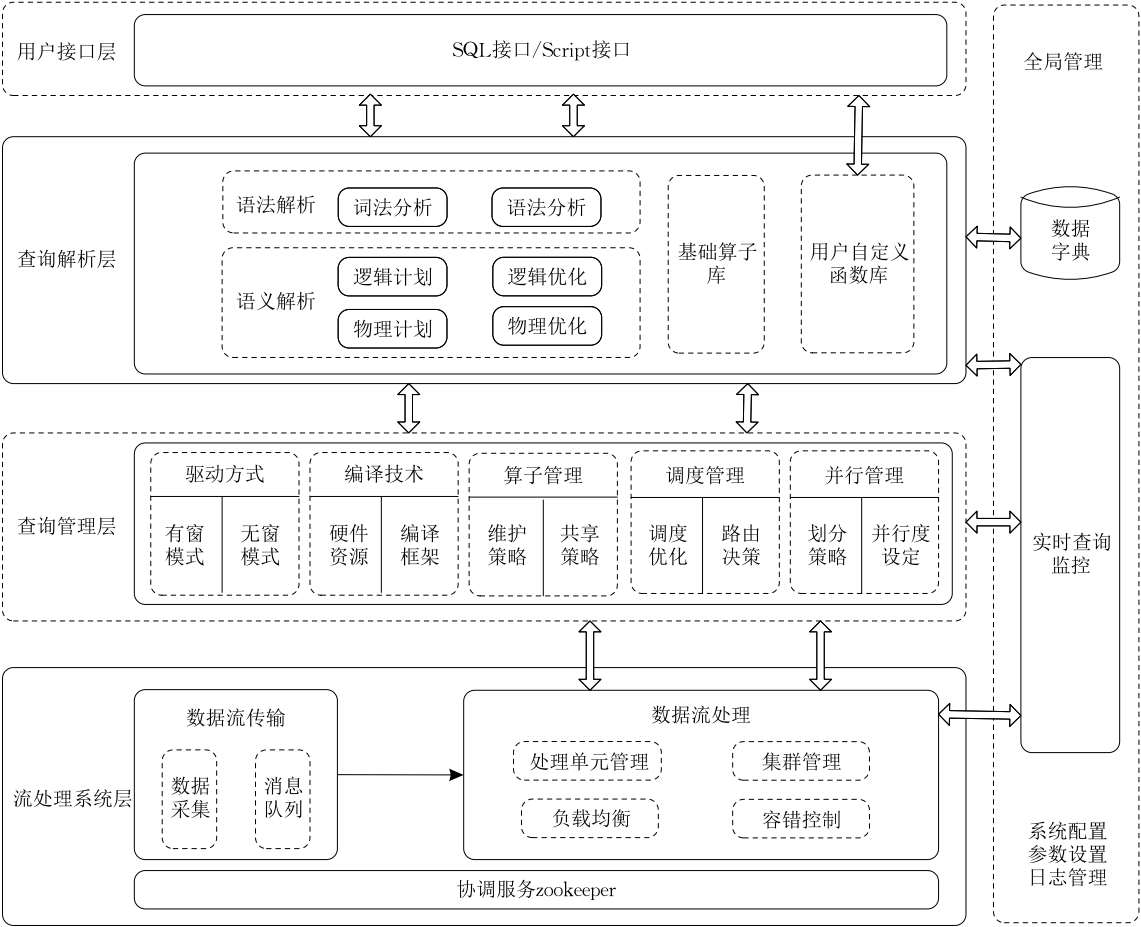 用户接口层
SQL接口/Script接口
全局管理
查询解析层
语法解析
词法分析
语法分析
语义解析
逻辑计划
逻辑优化
物理计划
物理优化
基础算子
库
用户自定义
函数库
数据
字典
查询管理层
驱动方式
有窗
模式
无窗
模式
编译技术
硬件
资源
编译
框架
算子管理
维护
策略
共享
策略
调度管理
调度
优化
路由
决策
并行管理
划分
策略
并行度
设定
实时查询
监控
流处理系统层
数据流传输
数据
采集
消息
队列
数据流处理
处理单元管理
集群管理
负载均衡
容错控制
协调服务zookeeper
系统配置
参数设置
日志管理